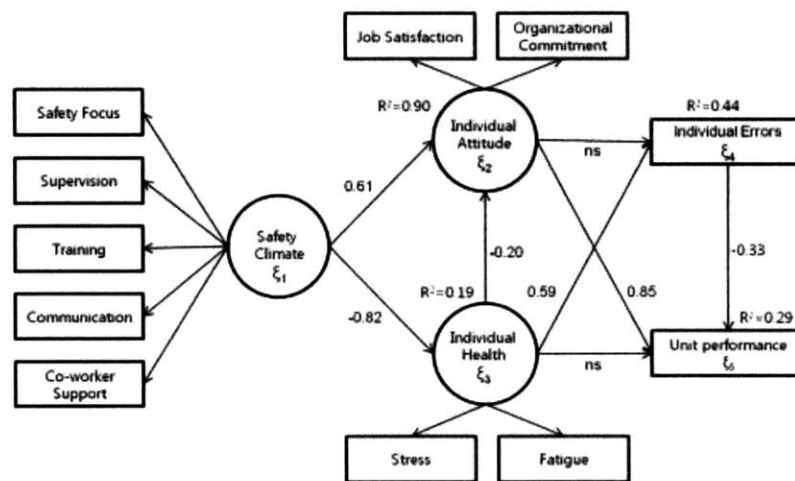 Job Satisfaction
Organizational
Commitment
Safety Focus
R²=0.90
Individual
Attitude
ξ₂
R²=0.44
Individual Errors
ξ₄
ns
Supervision
0.61
Training
Safety
Climate
ξ₁
-0.20
-0.33
R²=0.19
0.59
0.85
Communication
-0.82
R²=0.29
Individual
Health
ξ₃
Unit performance
ξ₅
ns
Co-worker
Support
Stress
Fatigue